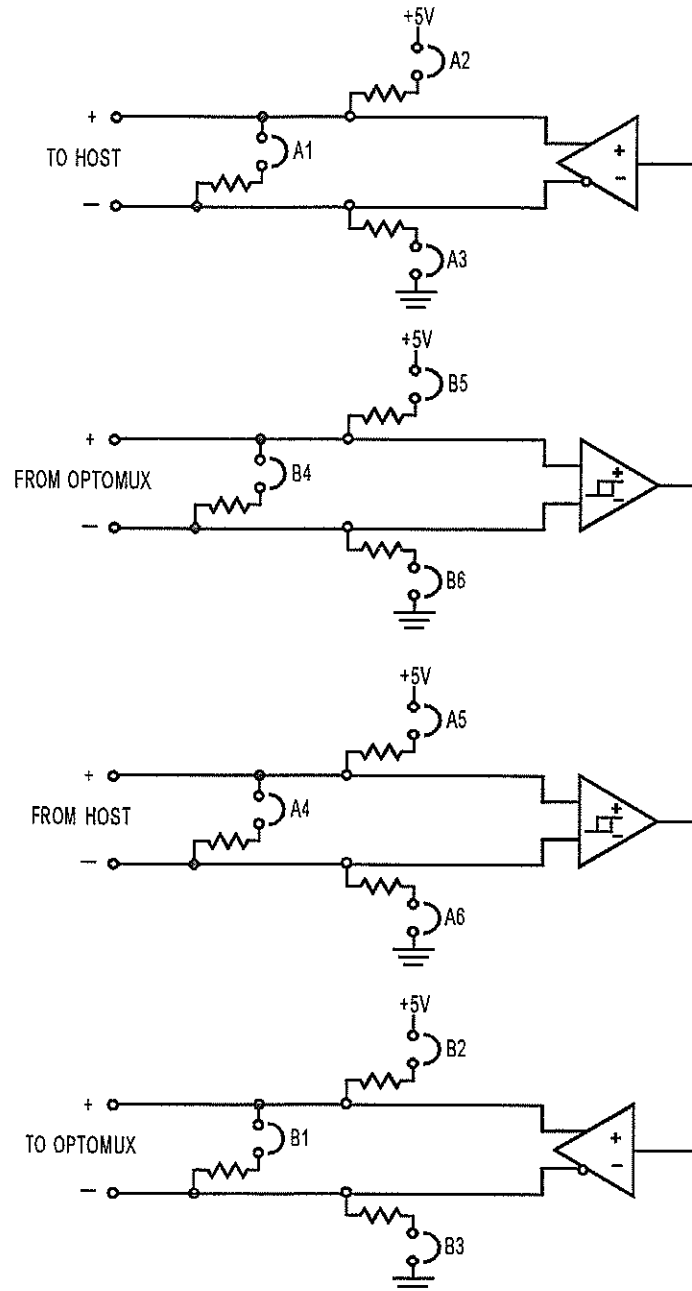 +5V
A2
+
+
TO HOST
A1
−
—
A3
+5V
B5
+
+
FROM OPTOMUX
B4
−
—
B6
+5V
A5
+
+
FROM HOST
A4
−
—
A6
+5V
B2
+
+
TO OPTOMUX
B1
−
—
B3